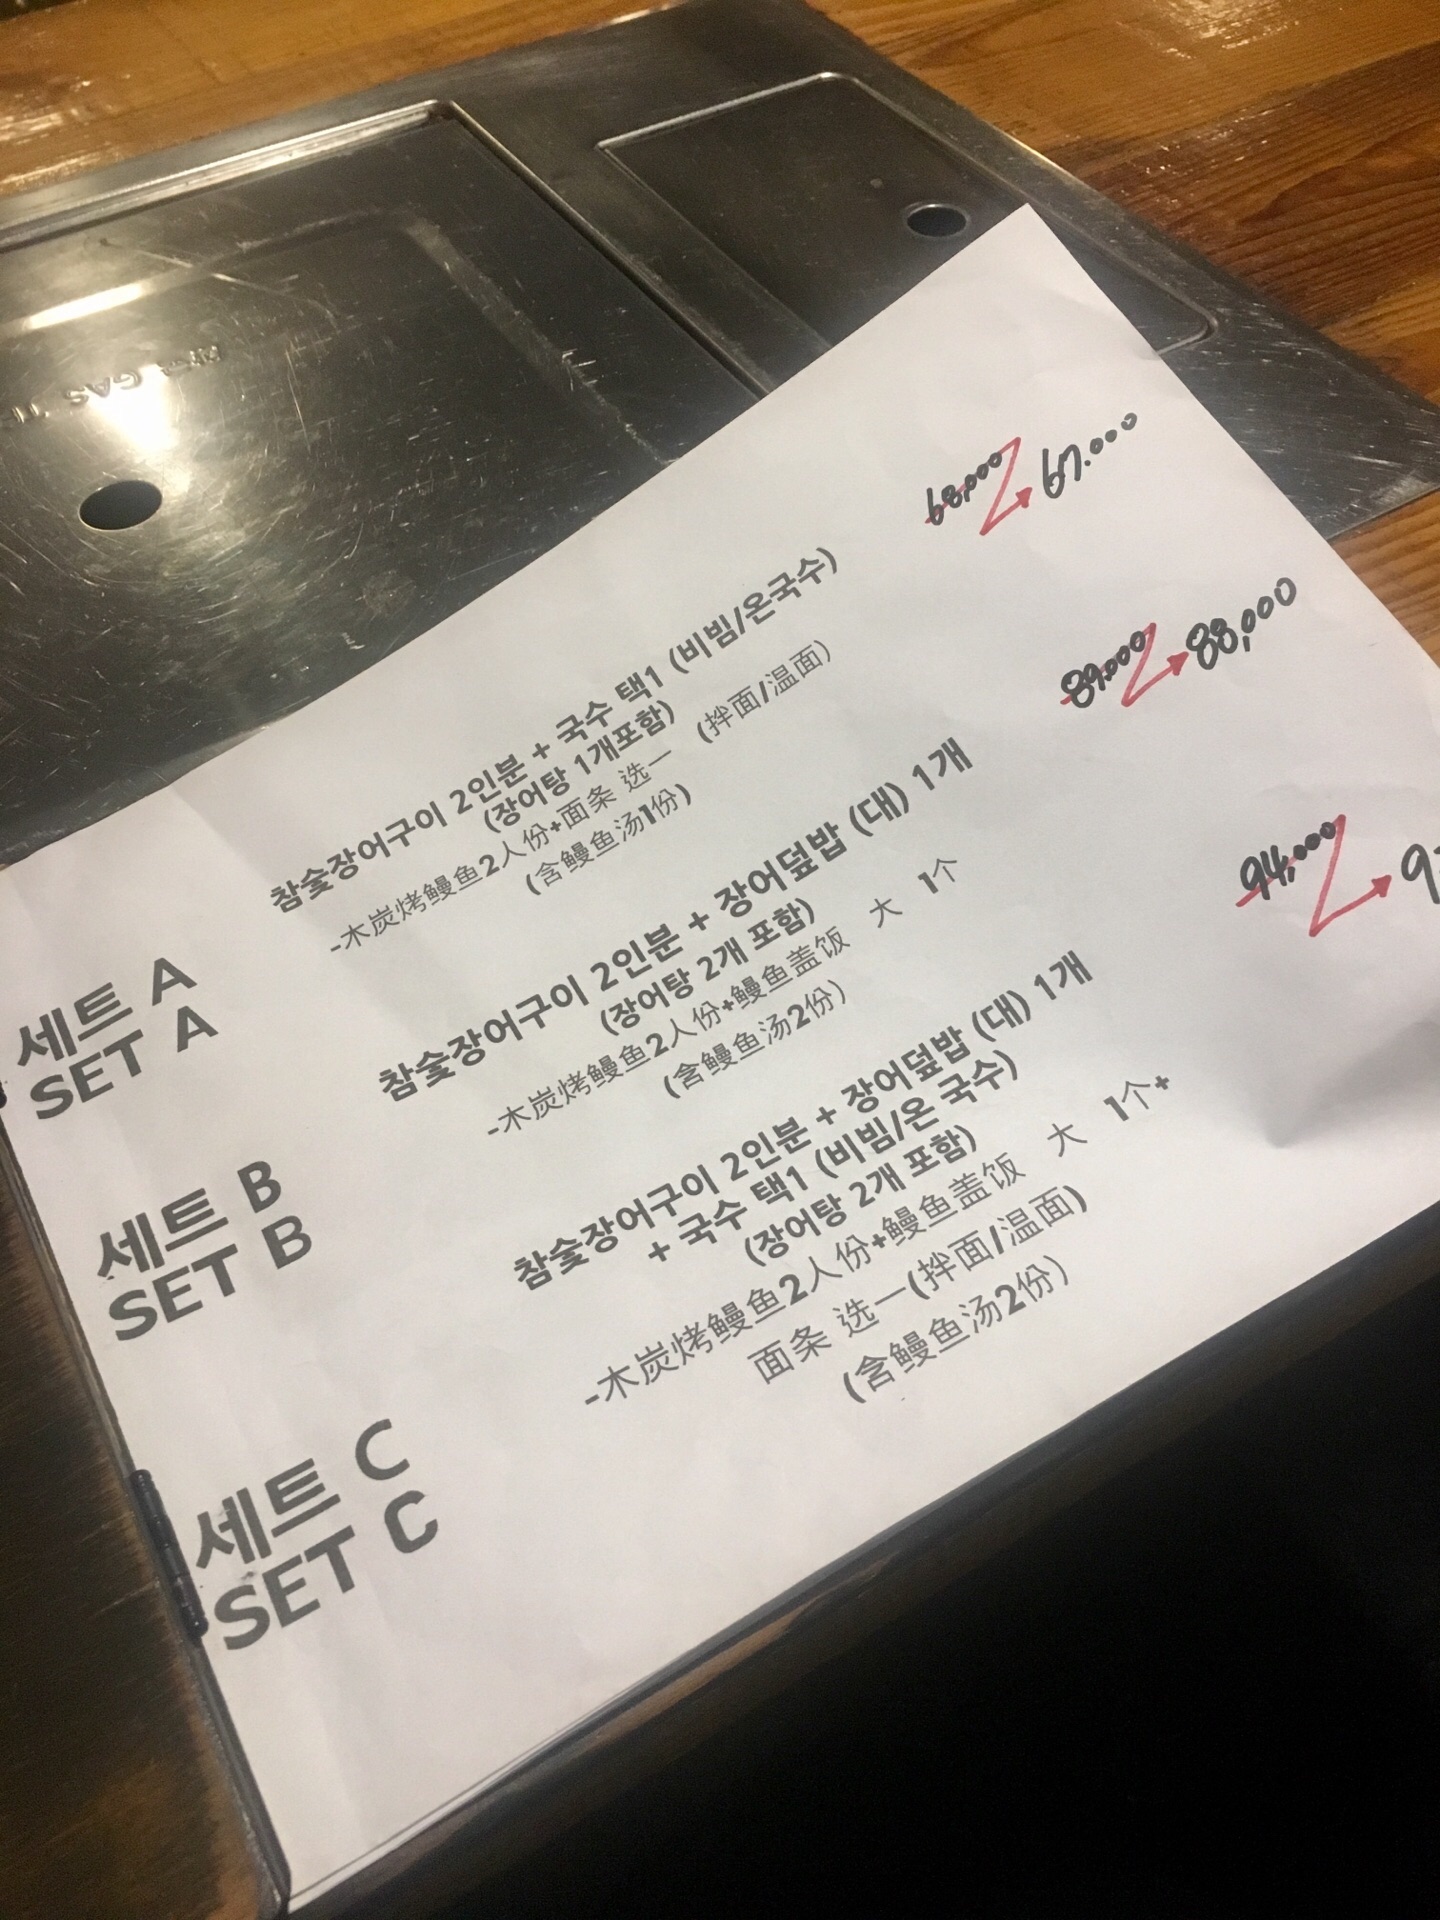 68,000 67.000
참숯장어구이 2인분 + 국수 택1 (비빔/온국수)
(장어탕 1개포함)
-木炭烤鳗鱼2人份+面条 选一 (拌面/温面)
(含鳗鱼汤1份)
세트 A
SET A
89.000 88,000
참숯장어구이 2인분 + 장어덮밥 (대) 1개
(장어탕 2개 포함)
-木炭烤鳗鱼2人份+鳗鱼盖饭 大 1个
(含鳗鱼汤2份)
세트 B
SET B
94,000
참숯장어구이 2인분 + 장어덮밥 (대) 1개
+ 국수 택1 (비빔/온 국수)
(장어탕 2개 포함)
-木炭烤鳗鱼2人份+鳗鱼盖饭 大 1个+
面条 选一(拌面/温面)
(含鳗鱼汤2份)
세트 C
SET C